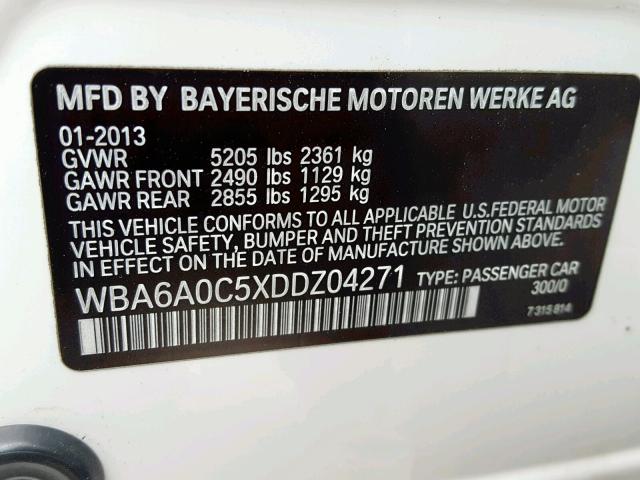 MFD BY BAYERISCHE MOTOREN WERKE AG
01-2013
GVWR 5205 lbs 2361 kg
GAWR FRONT 2490 lbs 1129 kg
GAWR REAR 2855 lbs 1295 kg
THIS VEHICLE CONFORMS TO ALL APPLICABLE U.S.FEDERAL MOTOR
VEHICLE SAFETY, BUMPER AND THEFT PREVENTION STANDARDS
IN EFFECT ON THE DATE OF MANUFACTURE SHOWN ABOVE.
WBA6A0C5XDDZ04271 TYPE: PASSENGER CAR
300/0
7 315 814